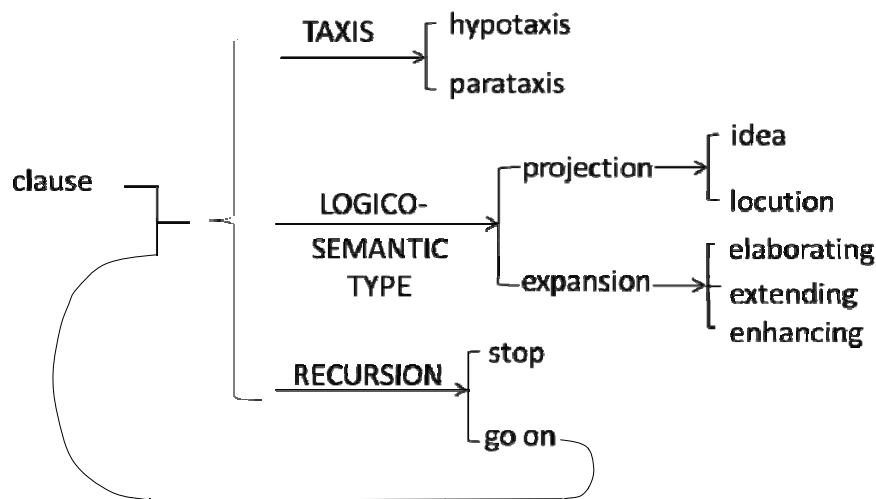 TAXIS
hypotaxis
parataxis
clause
LOGICO-
SEMANTIC
TYPE
projection
idea
locution
expansion
elaborating
extending
enhancing
RECURSION
stop
go on